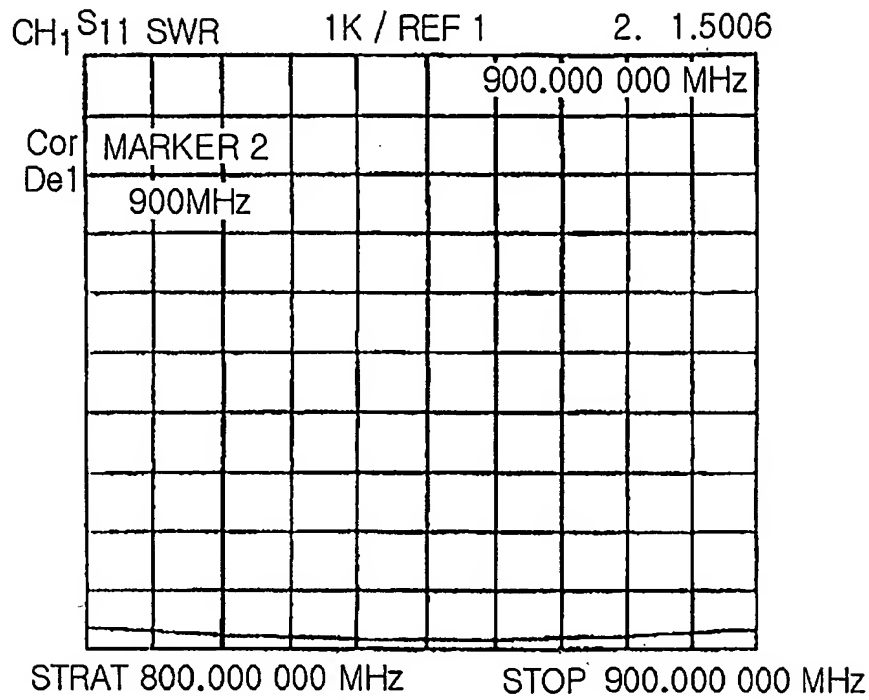 CH1 S11 SWR 1K / REF 1 2. 1.5006
900.000 000 MHz
Cor MARKER 2
De1
900MHz
STRAT 800.000 000 MHz STOP 900.000 000 MHz